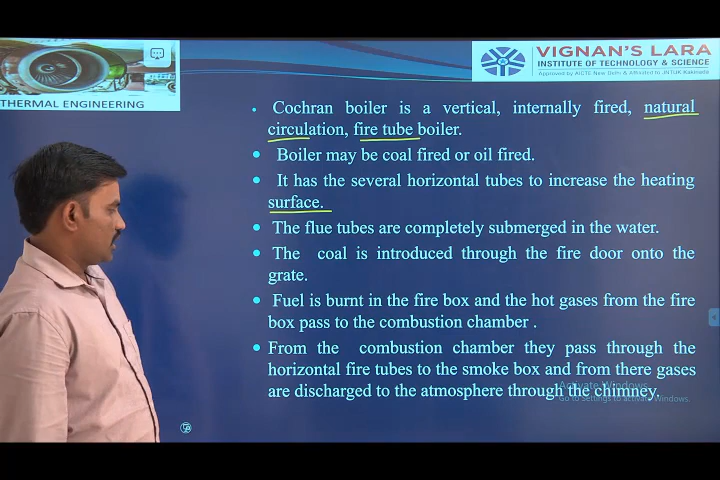 THERMAL ENGINEERING
VIGNAN'S LARA
INSTITUTE OF TECHNOLOGY & SCIENCE
Approved by AICTE New Delhi & Affiliated to JNTUK Kakinada
• Cochran boiler is a vertical, internally fired, natural
circulation, fire tube boiler.
• Boiler may be coal fired or oil fired.
• It has the several horizontal tubes to increase the heating
surface.
• The flue tubes are completely submerged in the water.
• The coal is introduced through the fire door onto the
grate.
• Fuel is burnt in the fire box and the hot gases from the fire
box pass to the combustion chamber .
• From the combustion chamber they pass through the
horizontal fire tubes to the smoke box and from there gases
are discharged to the atmosphere through the chimney.
Activate Windows
Go to Settings to activate Windows.